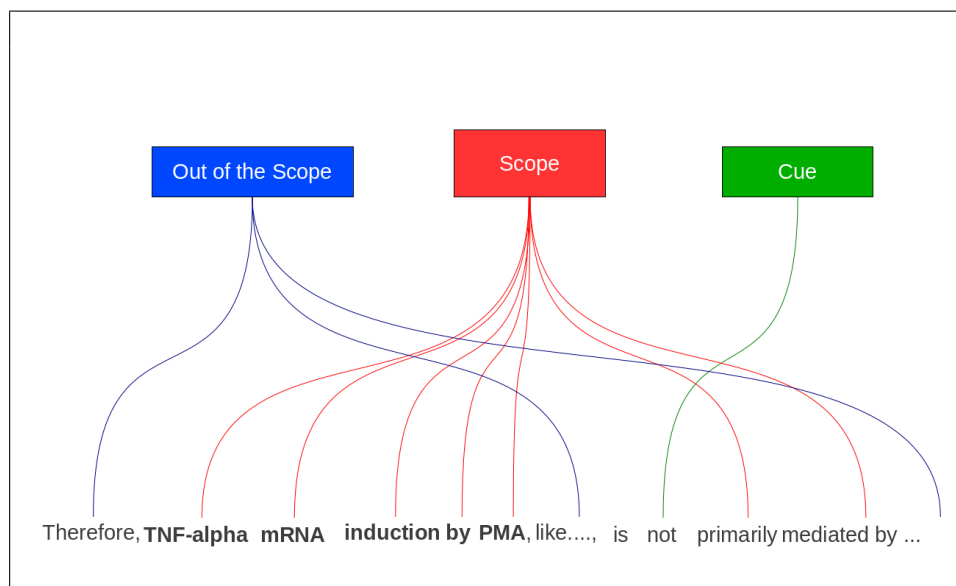 Out of the Scope
Scope
Cue
Therefore, TNF-alpha mRNA induction by PMA, like...., is not primarily mediated by ...